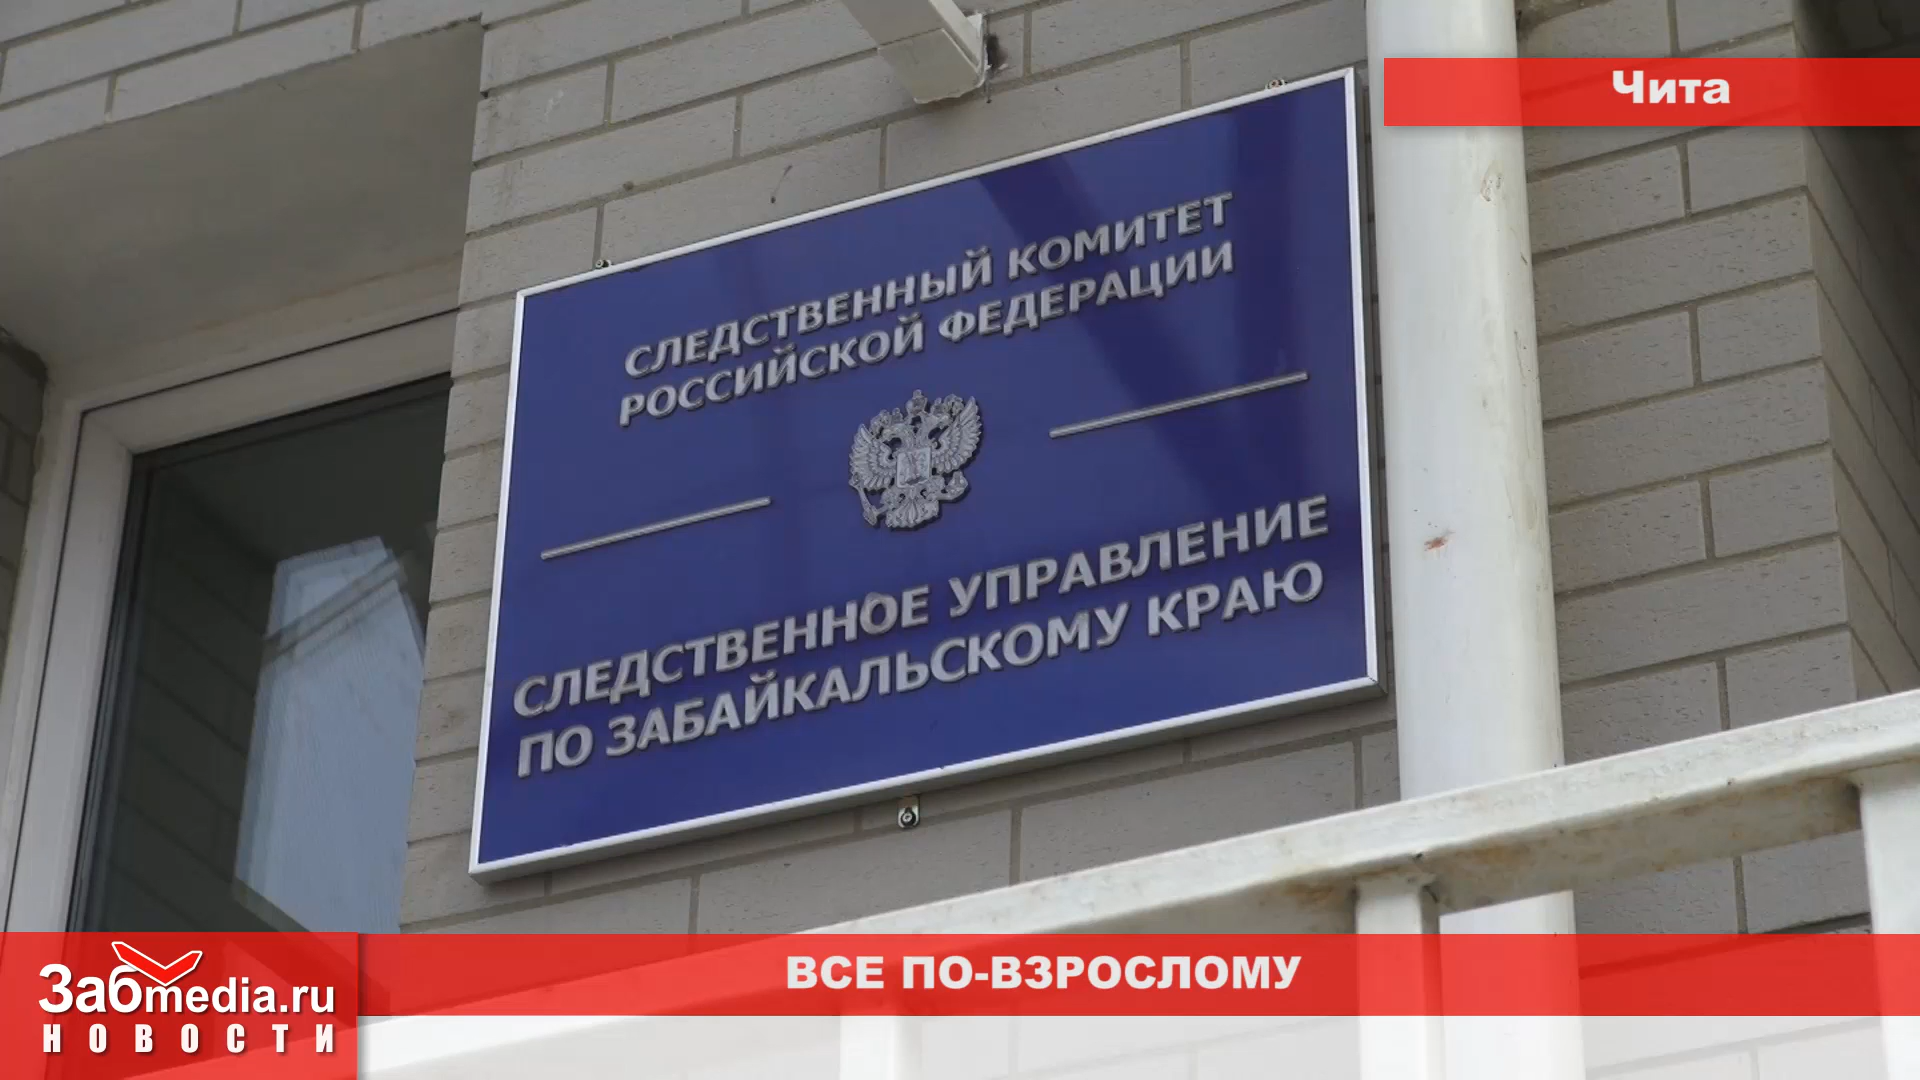 Чита
СЛЕДСТВЕННЫЙ КОМИТЕТ
РОССИЙСКОЙ ФЕДЕРАЦИИ
СЛЕДСТВЕННОЕ УПРАВЛЕНИЕ
ПО ЗАБАЙКАЛЬСКОМУ КРАЮ
ВСЕ ПО-ВЗРОСЛОМУ
Забmedia.ru
НОВОСТИ